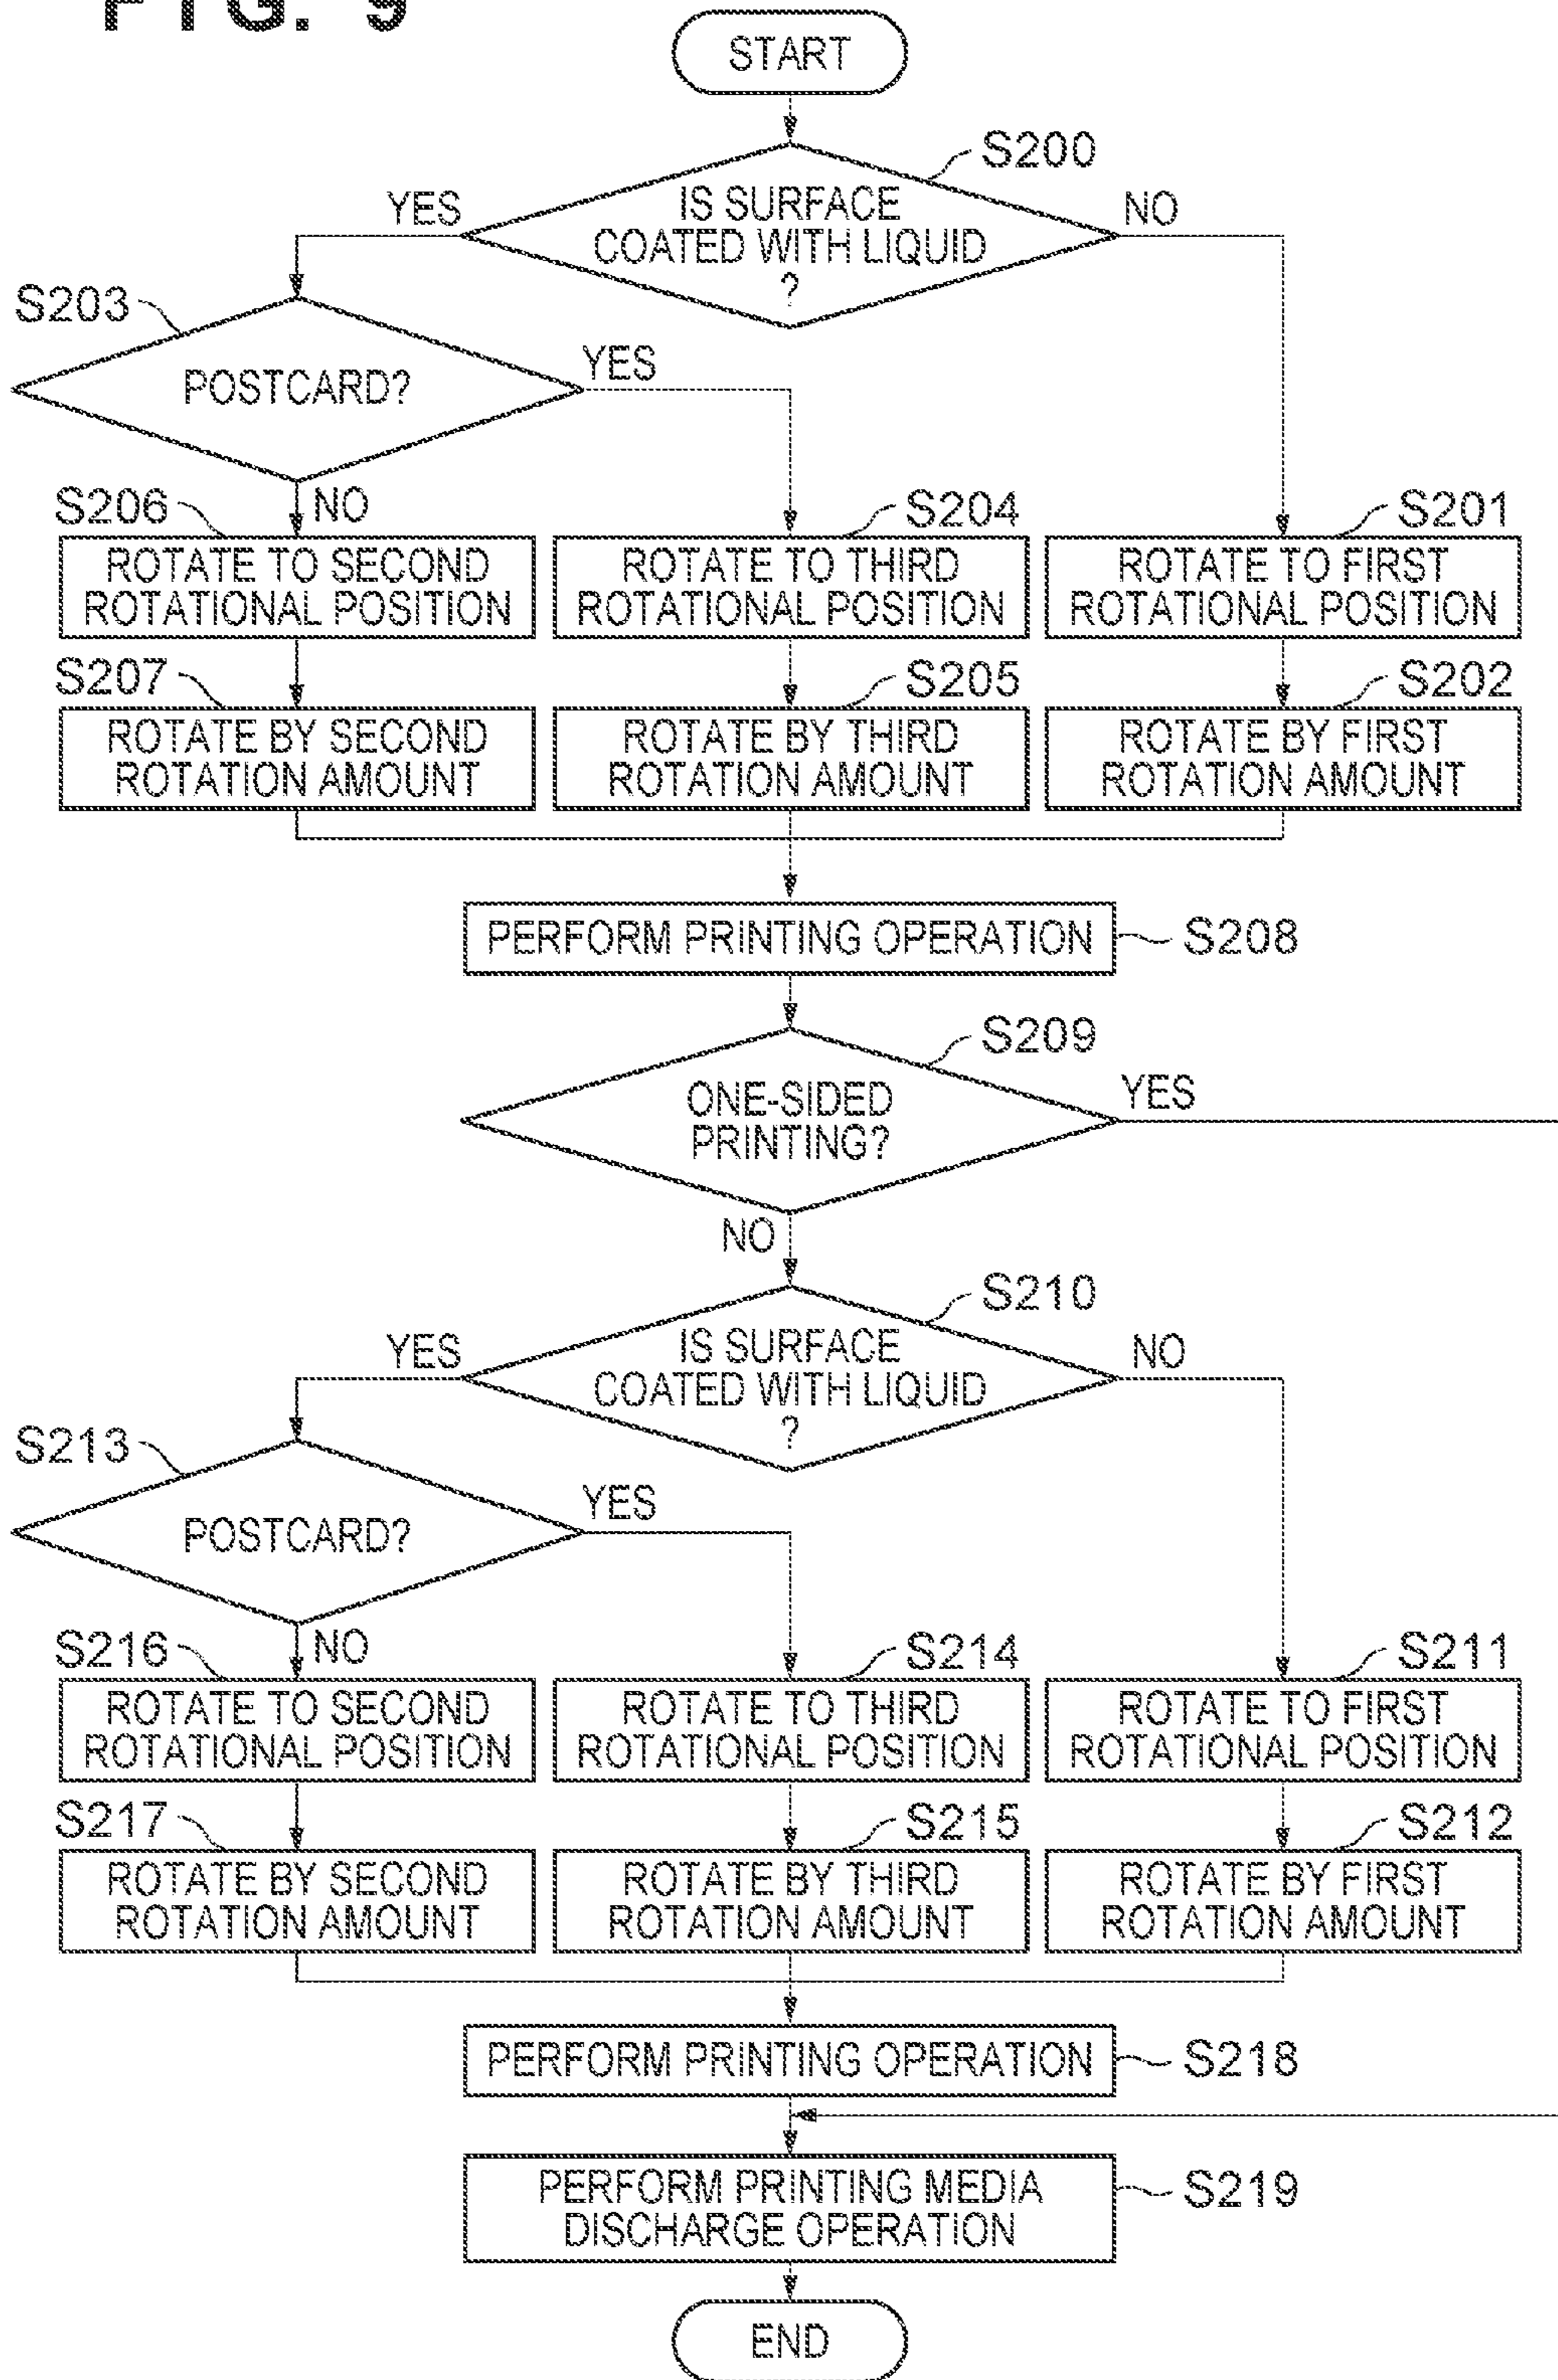 FIG. 9
START
S200
YES
IS SURFACE
COATED WITH LIQUID
?
NO
S203
POSTCARD?
YES
NO
S206
ROTATE TO SECOND
ROTATIONAL POSITION
S204
ROTATE TO THIRD
ROTATIONAL POSITION
S201
ROTATE TO FIRST
ROTATIONAL POSITION
S207
ROTATE BY SECOND
ROTATION AMOUNT
S205
ROTATE BY THIRD
ROTATION AMOUNT
S202
ROTATE BY FIRST
ROTATION AMOUNT
PERFORM PRINTING OPERATION
S208
S209
ONE-SIDED
PRINTING?
YES
NO
S210
YES
IS SURFACE
COATED WITH LIQUID
?
NO
S213
POSTCARD?
YES
NO
S216
ROTATE TO SECOND
ROTATIONAL POSITION
S214
ROTATE TO THIRD
ROTATIONAL POSITION
S211
ROTATE TO FIRST
ROTATIONAL POSITION
S217
ROTATE BY SECOND
ROTATION AMOUNT
S215
ROTATE BY THIRD
ROTATION AMOUNT
S212
ROTATE BY FIRST
ROTATION AMOUNT
PERFORM PRINTING OPERATION
S218
PERFORM PRINTING MEDIA
DISCHARGE OPERATION
S219
END